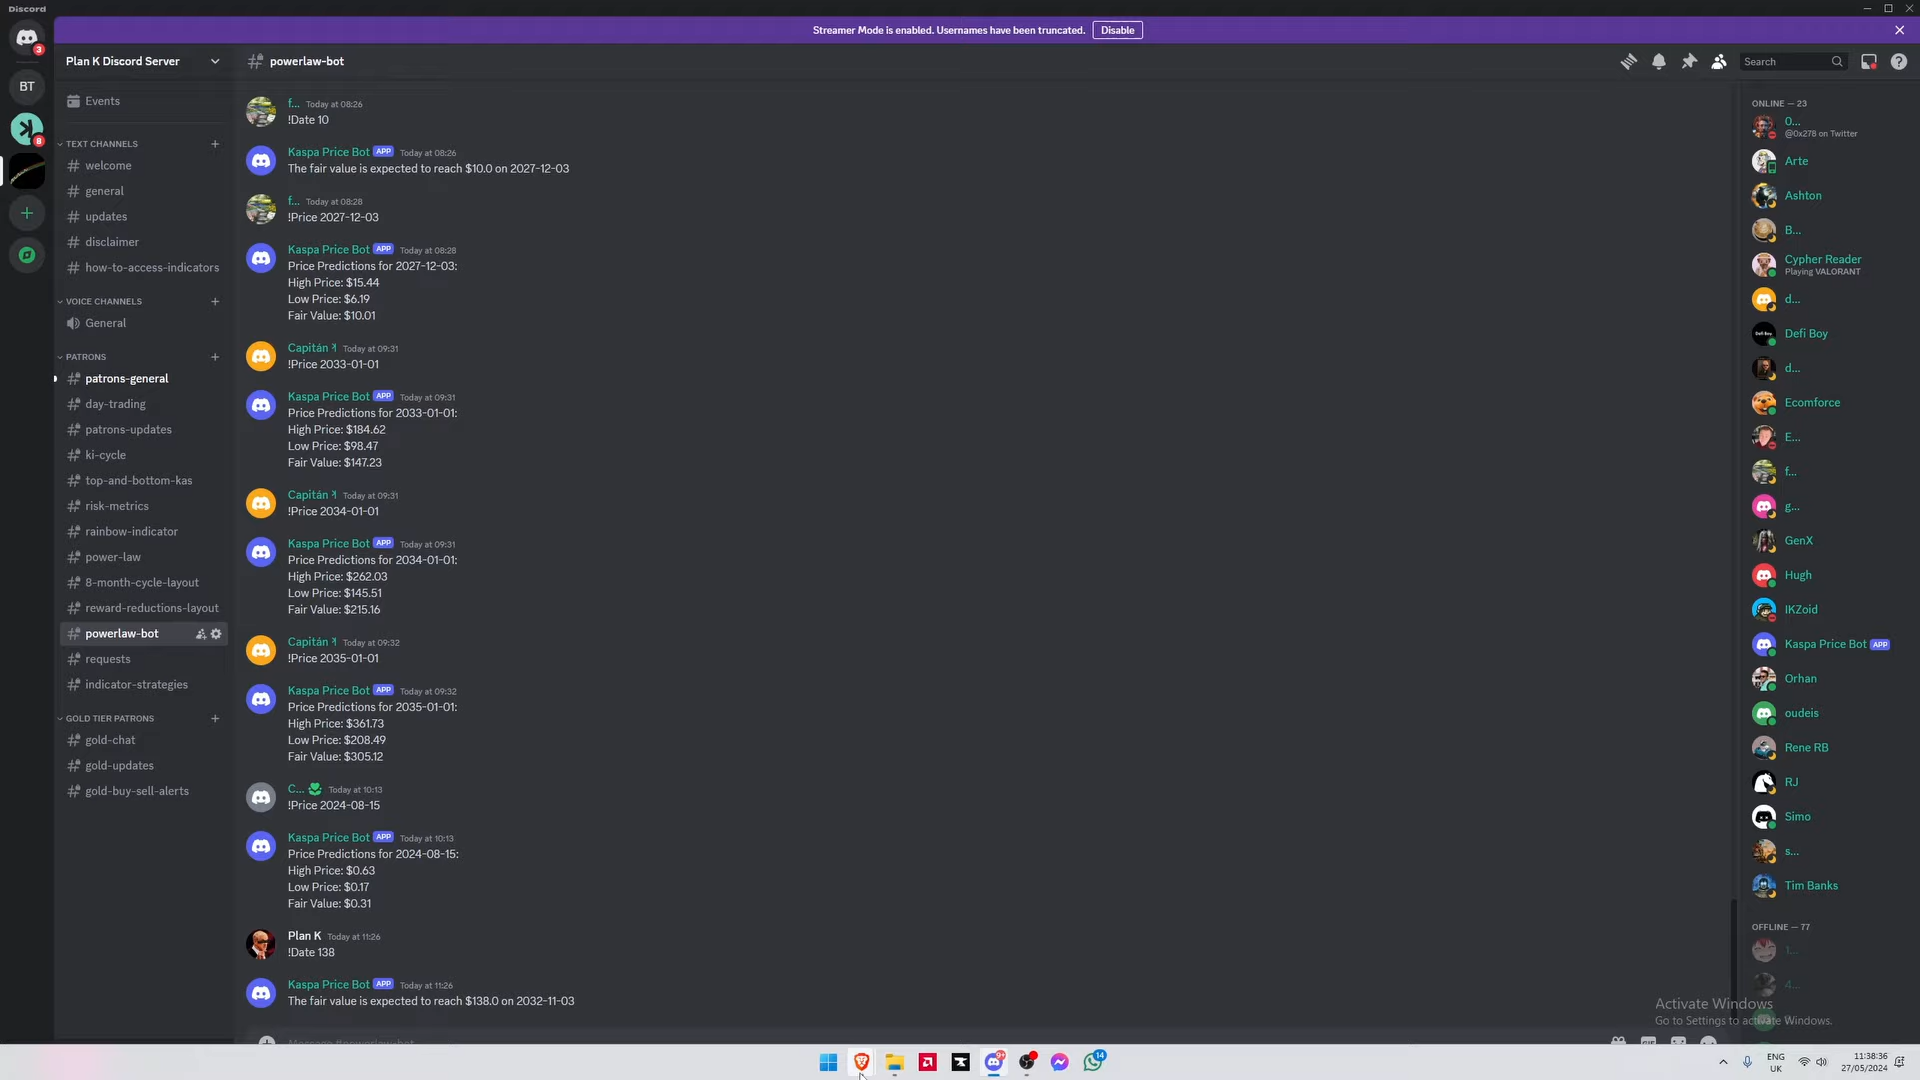 Discord
Streamer Mode is enabled. Usernames have been truncated.
Disable
3
BT
8
Plan K Discord Server
powerlaw-bot
Search
Events
TEXT CHANNELS
welcome
general
updates
disclaimer
how-to-access-indicators
VOICE CHANNELS
General
PATRONS
patrons-general
day-trading
patrons-updates
ki-cycle
top-and-bottom-kas
risk-metrics
rainbow-indicator
power-law
8-month-cycle-layout
reward-reductions-layout
powerlaw-bot
requests
indicator-strategies
GOLD TIER PATRONS
gold-chat
gold-updates
gold-buy-sell-alerts
f... Today at 08:26
!Date 10
Kaspa Price Bot APP Today at 08:26
The fair value is expected to reach $10.0 on 2027-12-03
f... Today at 08:28
!Price 2027-12-03
Kaspa Price Bot APP Today at 08:28
Price Predictions for 2027-12-03:
High Price: $15.44
Low Price: $6.19
Fair Value: $10.01
Capitán Today at 09:31
!Price 2033-01-01
Kaspa Price Bot APP Today at 09:31
Price Predictions for 2033-01-01:
High Price: $184.62
Low Price: $98.47
Fair Value: $147.23
Capitán Today at 09:31
!Price 2034-01-01
Kaspa Price Bot APP Today at 09:31
Price Predictions for 2034-01-01:
High Price: $262.03
Low Price: $145.51
Fair Value: $215.16
Capitán Today at 09:32
!Price 2035-01-01
Kaspa Price Bot APP Today at 09:32
Price Predictions for 2035-01-01:
High Price: $361.73
Low Price: $208.49
Fair Value: $305.12
C... Today at 10:13
!Price 2024-08-15
Kaspa Price Bot APP Today at 10:13
Price Predictions for 2024-08-15:
High Price: $0.63
Low Price: $0.17
Fair Value: $0.31
Plan K Today at 11:26
!Date 138
Kaspa Price Bot APP Today at 11:26
The fair value is expected to reach $138.0 on 2032-11-03
Message #powerlaw-bot
ONLINE — 23
0...
@0x278 on Twitter
Arte
Ashton
B...
Cypher Reader
Playing VALORANT
d...
Defi Boy
d...
Ecomforce
E...
f...
g...
GenX
Hugh
IKZoid
Kaspa Price Bot APP
Orhan
oudeis
Rene RB
RJ
Simo
s...
Tim Banks
OFFLINE — 77
1...
4...
Activate Windows
Go to Settings to activate Windows.
9+
14
ENG
UK
11:38:36
27/05/2024